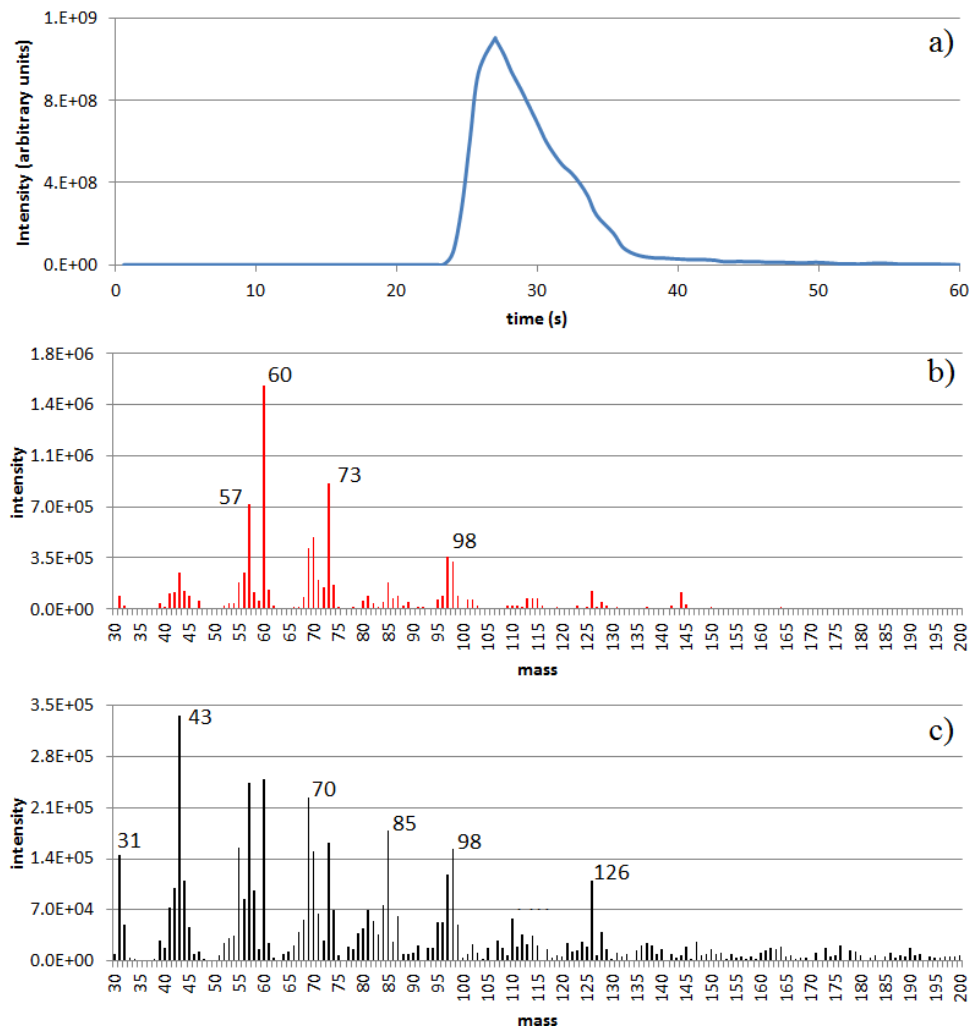 a)
1.E+09
8.E+08
4.E+08
0.E+00
Intensity (arbitrary units)
0 10 20 30 40 50 60
time (s)
b)
1.8E+06
1.4E+06
1.1E+06
7.0E+05
3.5E+05
0.0E+00
intensity
57
60
73
98
30 35 40 45 50 55 60 65 70 75 80 85 90 95 100 105 110 115 120 125 130 135 140 145 150 155 160 165 170 175 180 185 190 195 200
mass
c)
3.5E+05
2.8E+05
2.1E+05
1.4E+05
7.0E+04
0.0E+00
intensity
31
43
70
85
98
126
30 35 40 45 50 55 60 65 70 75 80 85 90 95 100 105 110 115 120 125 130 135 140 145 150 155 160 165 170 175 180 185 190 195 200
mass